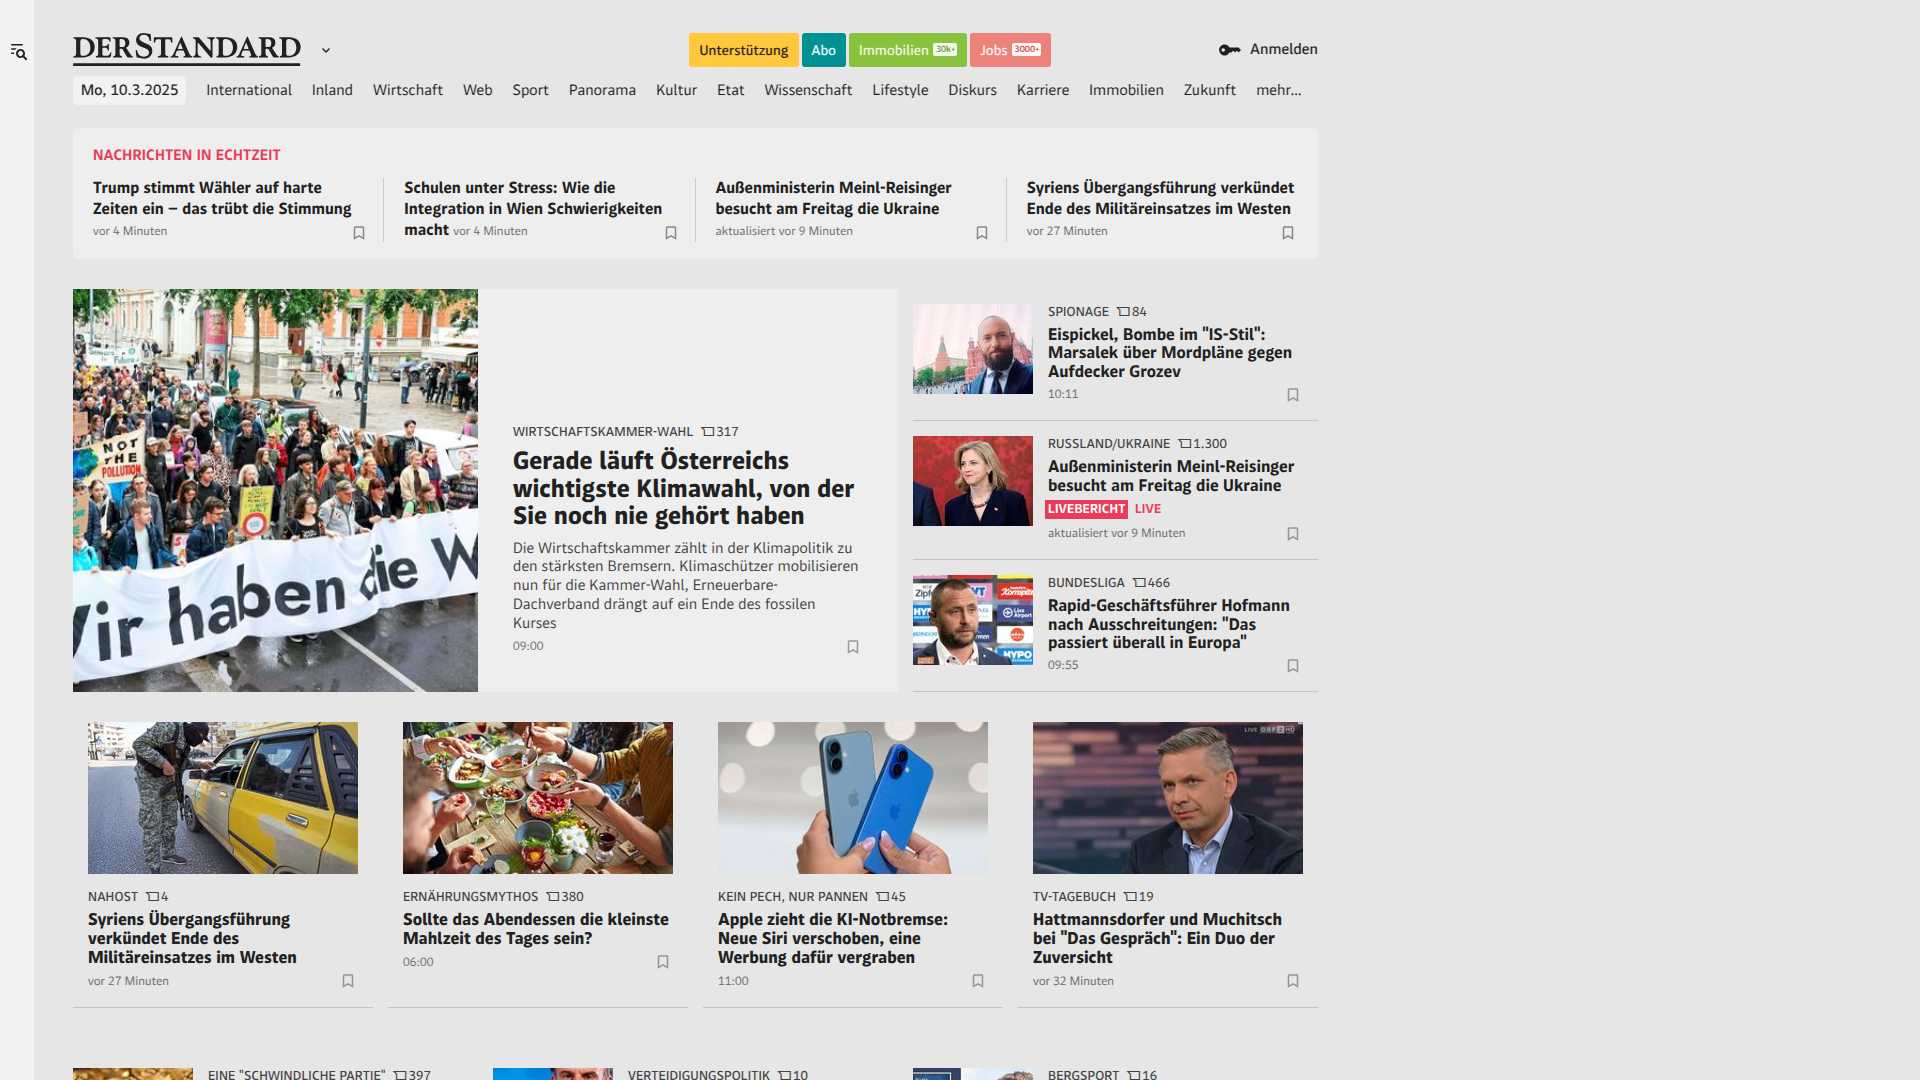 DERSTANDARD
Unterstützung
Abo
Immobilien 30k+
Jobs 3000+
Anmelden
Mo, 10.3.2025
International
Inland
Wirtschaft
Web
Sport
Panorama
Kultur
Etat
Wissenschaft
Lifestyle
Diskurs
Karriere
Immobilien
Zukunft
mehr...
NACHRICHTEN IN ECHTZEIT
Trump stimmt Wähler auf harte
Zeiten ein – das trübt die Stimmung
vor 4 Minuten
Schulen unter Stress: Wie die
Integration in Wien Schwierigkeiten
macht vor 4 Minuten
Außenministerin Meinl-Reisinger
besucht am Freitag die Ukraine
aktualisiert vor 9 Minuten
Syriens Übergangsführung verkündet
Ende des Militäreinsatzes im Westen
vor 27 Minuten
NOT
THE
POLLUTION
Wir haben die W
WIRTSCHAFTSKAMMER-WAHL 317
Gerade läuft Österreichs
wichtigste Klimawahl, von der
Sie noch nie gehört haben
Die Wirtschaftskammer zählt in der Klimapolitik zu
den stärksten Bremsern. Klimaschützer mobilisieren
nun für die Kammer-Wahl, Erneuerbare-
Dachverband drängt auf ein Ende des fossilen
Kurses
09:00
SPIONAGE 84
Eispickel, Bombe im "IS-Stil":
Marsalek über Mordpläne gegen
Aufdecker Grozev
10:11
RUSSLAND/UKRAINE 1.300
Außenministerin Meinl-Reisinger
besucht am Freitag die Ukraine
LIVEBERICHT LIVE
aktualisiert vor 9 Minuten
BUNDESLIGA 466
Rapid-Geschäftsführer Hofmann
nach Ausschreitungen: "Das
passiert überall in Europa"
09:55
HYPO
NAHOST 4
Syriens Übergangsführung
verkündet Ende des
Militäreinsatzes im Westen
vor 27 Minuten
ERNÄHRUNGSMYTHOS 380
Sollte das Abendessen die kleinste
Mahlzeit des Tages sein?
06:00
KEIN PECH, NUR PANNEN 45
Apple zieht die KI-Notbremse:
Neue Siri verschoben, eine
Werbung dafür vergraben
11:00
LIVE ORF 2 HD
TV-TAGEBUCH 19
Hattmannsdorfer und Muchitsch
bei "Das Gespräch": Ein Duo der
Zuversicht
vor 32 Minuten
EINE "SCHWINDLICHE PARTIE" 397
VERTEIDIGUNGSPOLITIK 10
BERGSPORT 16